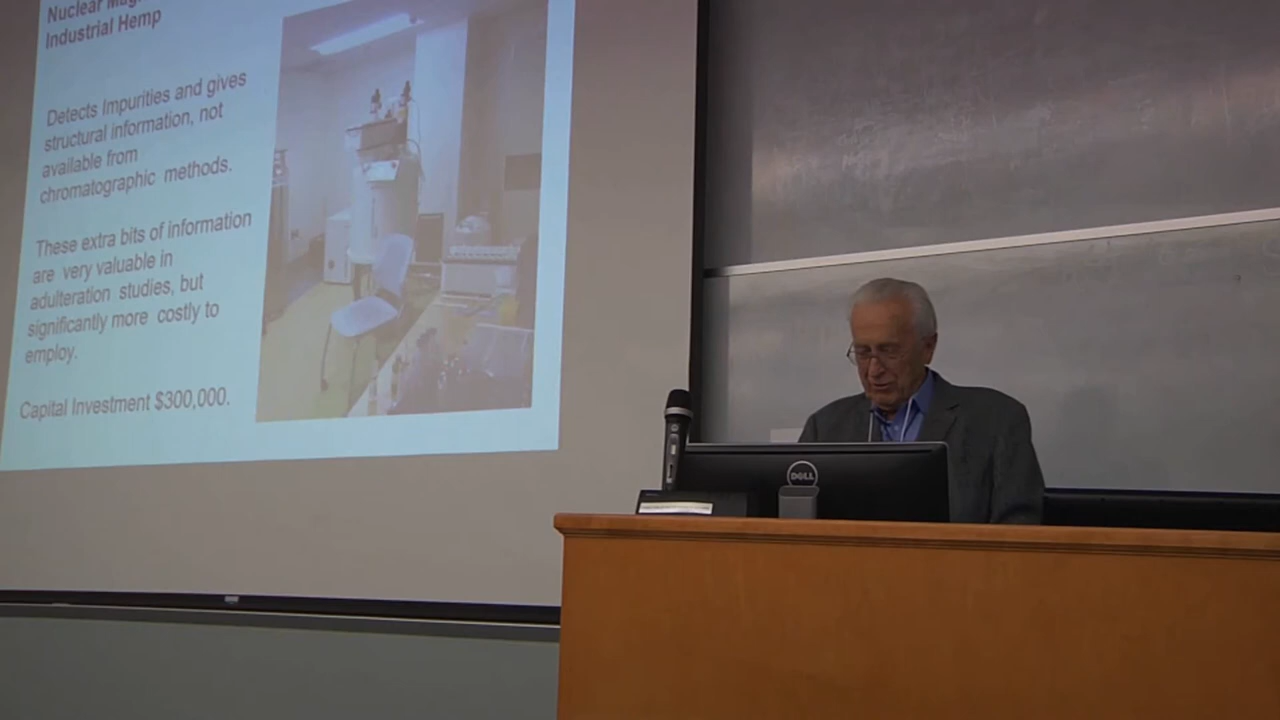 Nuclear
Industrial Hemp
Detects Impurities and gives
structural information, not
available from
chromatographic methods.
These extra bits of information
are very valuable in
adulteration studies, but
significantly more costly to
employ.
Capital Investment $300,000.
DELL